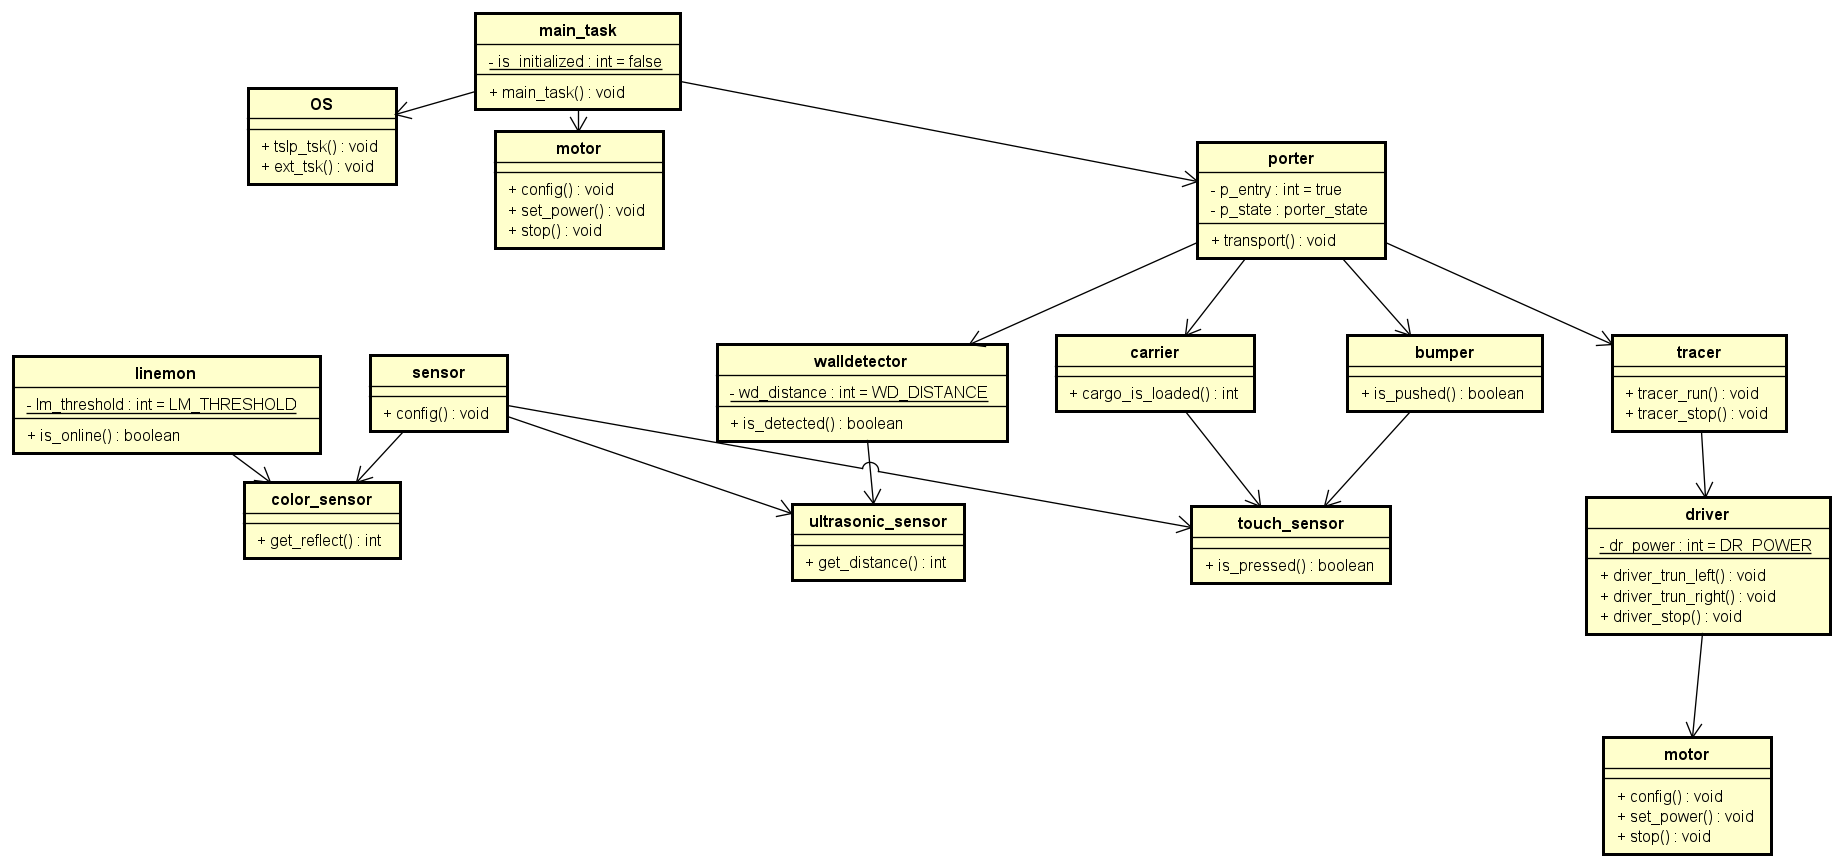 main_task
- is_initialized : int = false
+ main_task() : void
OS
+ tslp_tsk() : void
+ ext_tsk() : void
motor
+ config() : void
+ set_power() : void
+ stop() : void
porter
- p_entry : int = true
- p_state : porter_state
+ transport() : void
linemon
- lm_threshold : int = LM_THRESHOLD
+ is_online() : boolean
sensor
+ config() : void
walldetector
- wd_distance : int = WD_DISTANCE
+ is_detected() : boolean
carrier
+ cargo_is_loaded() : int
bumper
+ is_pushed() : boolean
tracer
+ tracer_run() : void
+ tracer_stop() : void
color_sensor
+ get_reflect() : int
ultrasonic_sensor
+ get_distance() : int
touch_sensor
+ is_pressed() : boolean
driver
- dr_power : int = DR_POWER
+ driver_trun_left() : void
+ driver_trun_right() : void
+ driver_stop() : void
motor
+ config() : void
+ set_power() : void
+ stop() : void